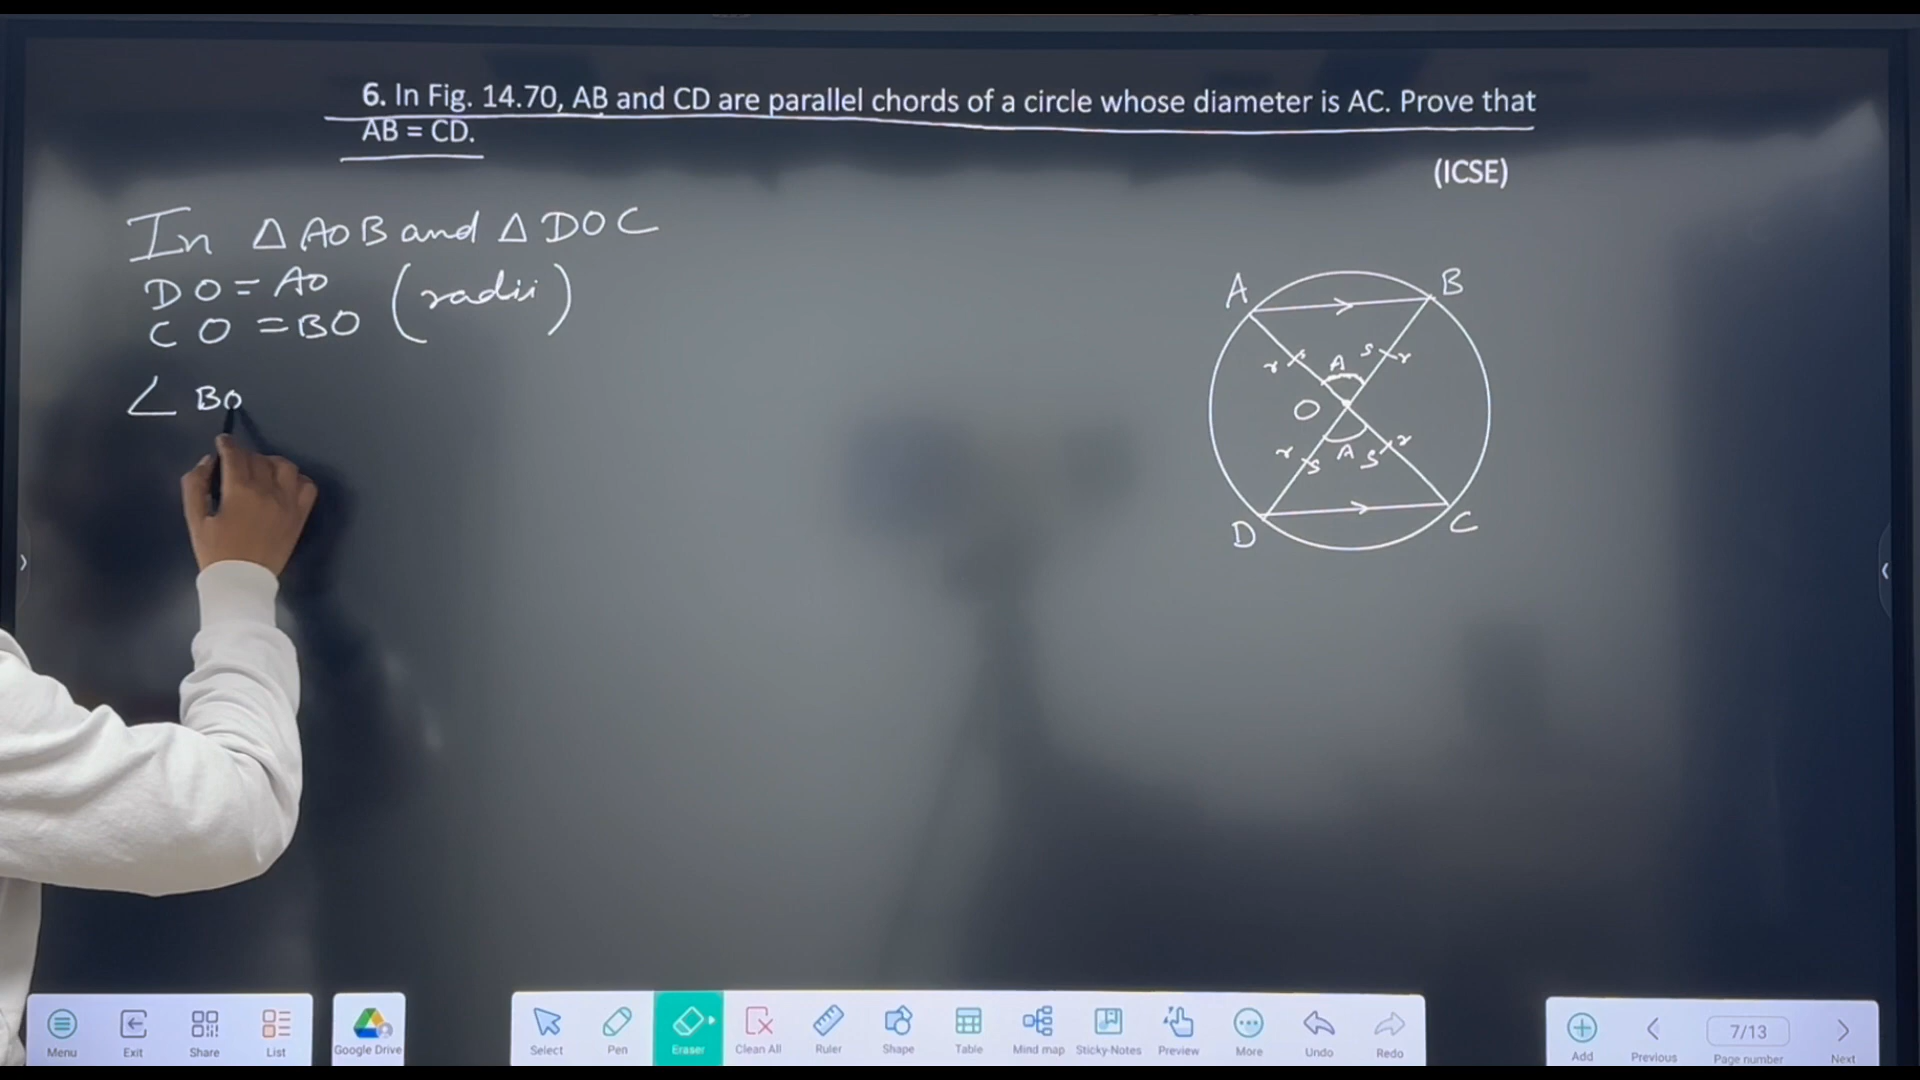 6. In Fig. 14.70, AB and CD are parallel chords of a circle whose diameter is AC. Prove that
AB = CD.
(ICSE)
In △ AOB and △ DOC
DO = AO
CO = BO (radii)
∠ BO
A B
r s A s r
O
r s A s r
D C
Menu Exit Share List Google Drive Select Pen Eraser Clean All Ruler Shape Table Mind map Sticky-Notes Preview More Undo Redo Add Previous 7/13 Page number Next